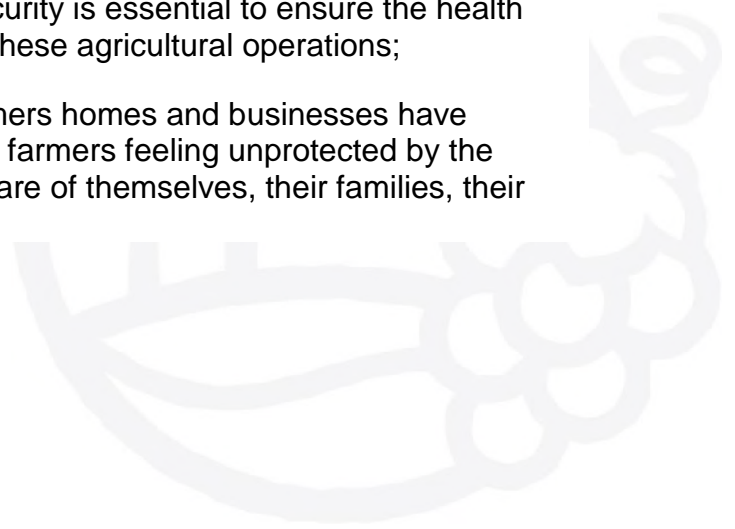 curity is essential to ensure the health
hese agricultural operations;
ners homes and businesses have
farmers feeling unprotected by the
are of themselves, their families, their